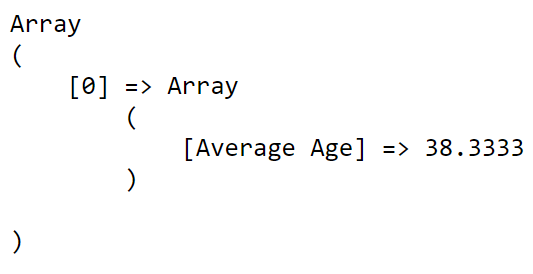 Array
(
    [0] => Array
        (
            [Average Age] => 38.3333
        )

)